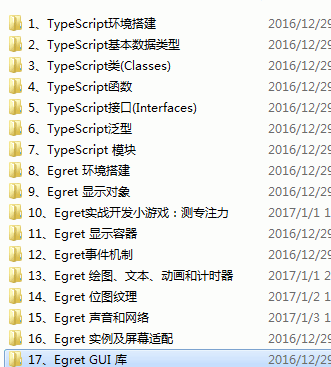 1、TypeScript环境搭建 2016/12/29
2、TypeScript基本数据类型 2016/12/29
3、TypeScript类(Classes) 2016/12/29
4、TypeScript函数 2016/12/29
5、TypeScript接口(Interfaces) 2016/12/29
6、TypeScript泛型 2016/12/29
7、TypeScript 模块 2016/12/29
8、Egret 环境搭建 2016/12/29
9、Egret 显示对象 2016/12/29
10、Egret实战开发小游戏：测专注力 2017/1/1 1
11、Egret 显示容器 2016/12/29
12、Egret事件机制 2016/12/29
13、Egret 绘图、文本、动画和计时器 2017/1/1 2
14、Egret 位图纹理 2017/1/2 1
15、Egret 声音和网络 2017/1/3 1
16、Egret 实例及屏幕适配 2016/12/29
17、Egret GUI 库 2016/12/29